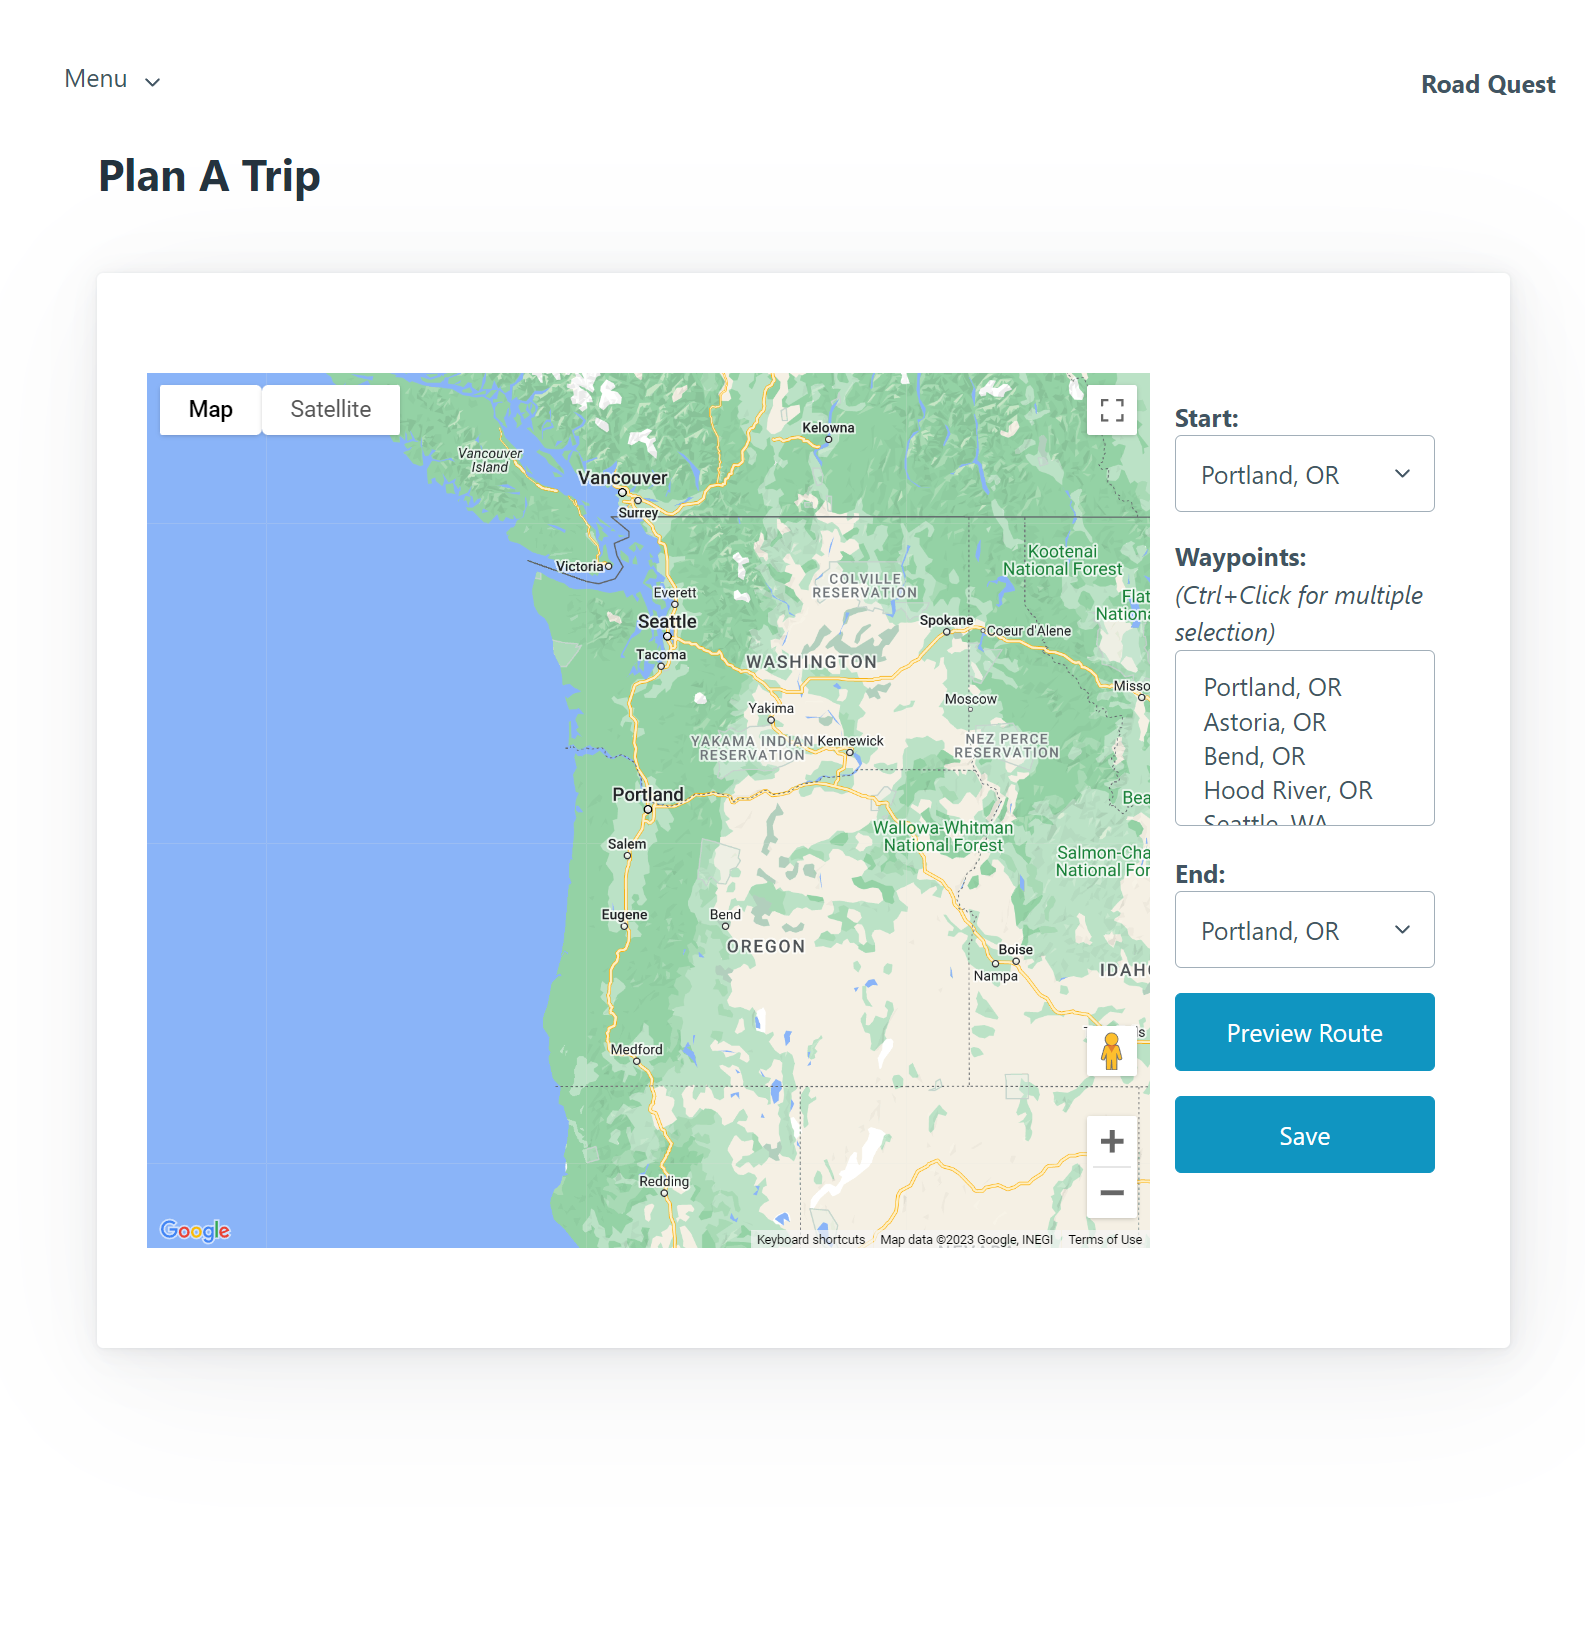 Menu
Road Quest
Plan A Trip
Map
Satellite
Kelowna
Vancouver
Island
Vancouver
Surrey
Victoria
Kootenai
National Forest
COLVILLE
RESERVATION
Everett
Flat
Nationa
Seattle
Spokane
Coeur d'Alene
Tacoma
WASHINGTON
Misso
Moscow
Yakima
YAKAMA INDIAN
RESERVATION
Kennewick
NEZ PERCE
RESERVATION
Portland
Bea
Wallowa-Whitman
National Forest
Salem
Salmon-Cha
National For
Eugene
Bend
OREGON
Boise
Nampa
IDAHO
Medford
Redding
Google
Keyboard shortcuts
Map data ©2023 Google, INEGI
Terms of Use
Start:
Portland, OR
Waypoints:
(Ctrl+Click for multiple
selection)
Portland, OR
Astoria, OR
Bend, OR
Hood River, OR
Seattle, WA
End:
Portland, OR
Preview Route
Save